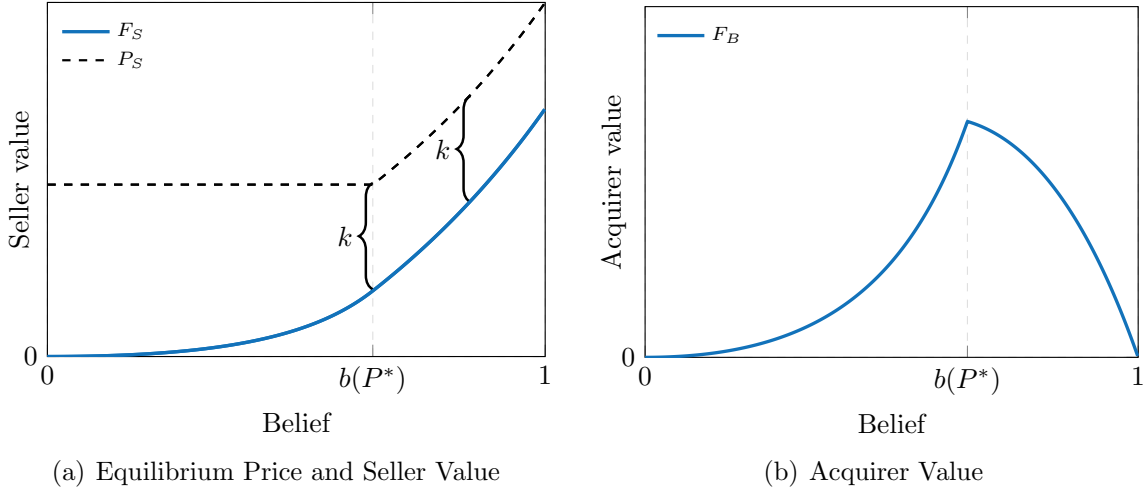 F_S
P_S
k
k
Seller value
0
0
b(P*)
1
Belief
(a) Equilibrium Price and Seller Value
F_B
Acquirer value
0
0
b(P*)
1
Belief
(b) Acquirer Value